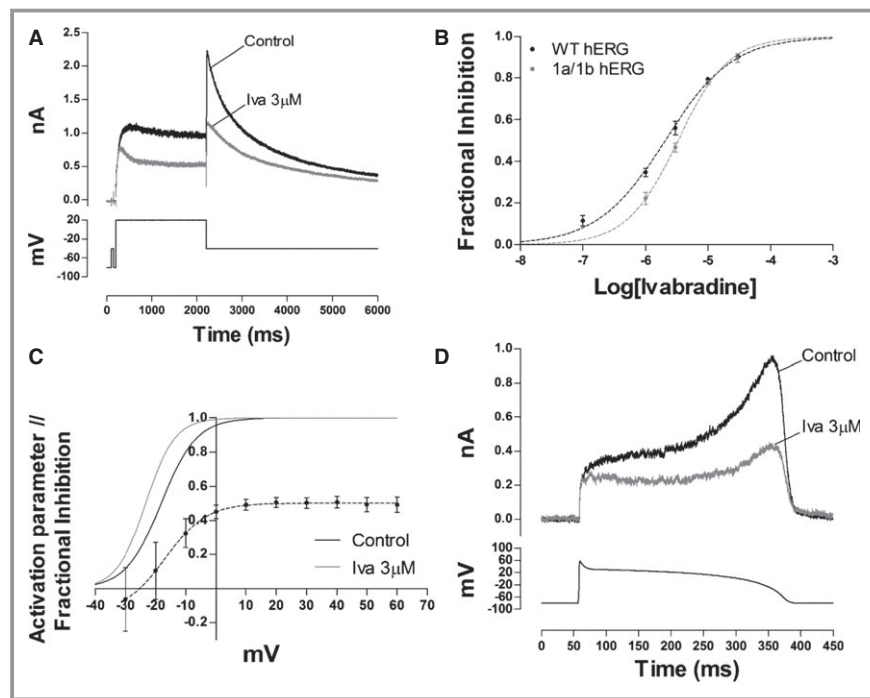 A
Control
Iva 3µM
nA
2.5
2.0
1.5
1.0
0.5
0.0
mV
20
-20
-60
-100
0 1000 2000 3000 4000 5000 6000
Time (ms)
B
WT hERG
1a/1b hERG
Fractional Inhibition
1.0
0.8
0.6
0.4
0.2
0.0
-8 -7 -6 -5 -4 -3
Log[Ivabradine]
C
Activation parameter //
Fractional Inhibition
1.0
0.8
0.6
0.4
0.2
-0.2
Control
Iva 3µM
-40 -30 -20 -10 0 10 20 30 40 50 60 70
mV
D
Control
Iva 3µM
nA
1.0
0.8
0.6
0.4
0.2
0.0
mV
100
60
20
-20
-60
-100
0 50 100 150 200 250 300 350 400 450
Time (ms)